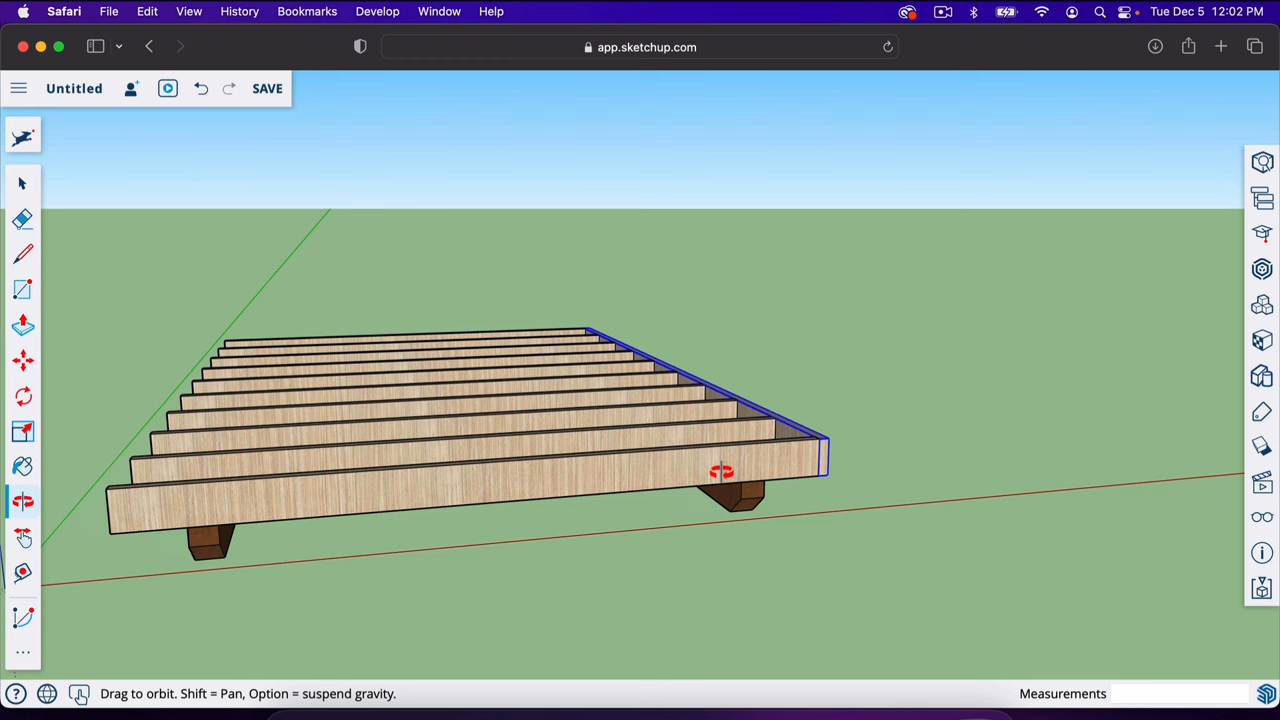 Safari File Edit View History Bookmarks Develop Window Help Tue Dec 5 12:02 PM
app.sketchup.com
Untitled SAVE
Drag to orbit. Shift = Pan, Option = suspend gravity. Measurements